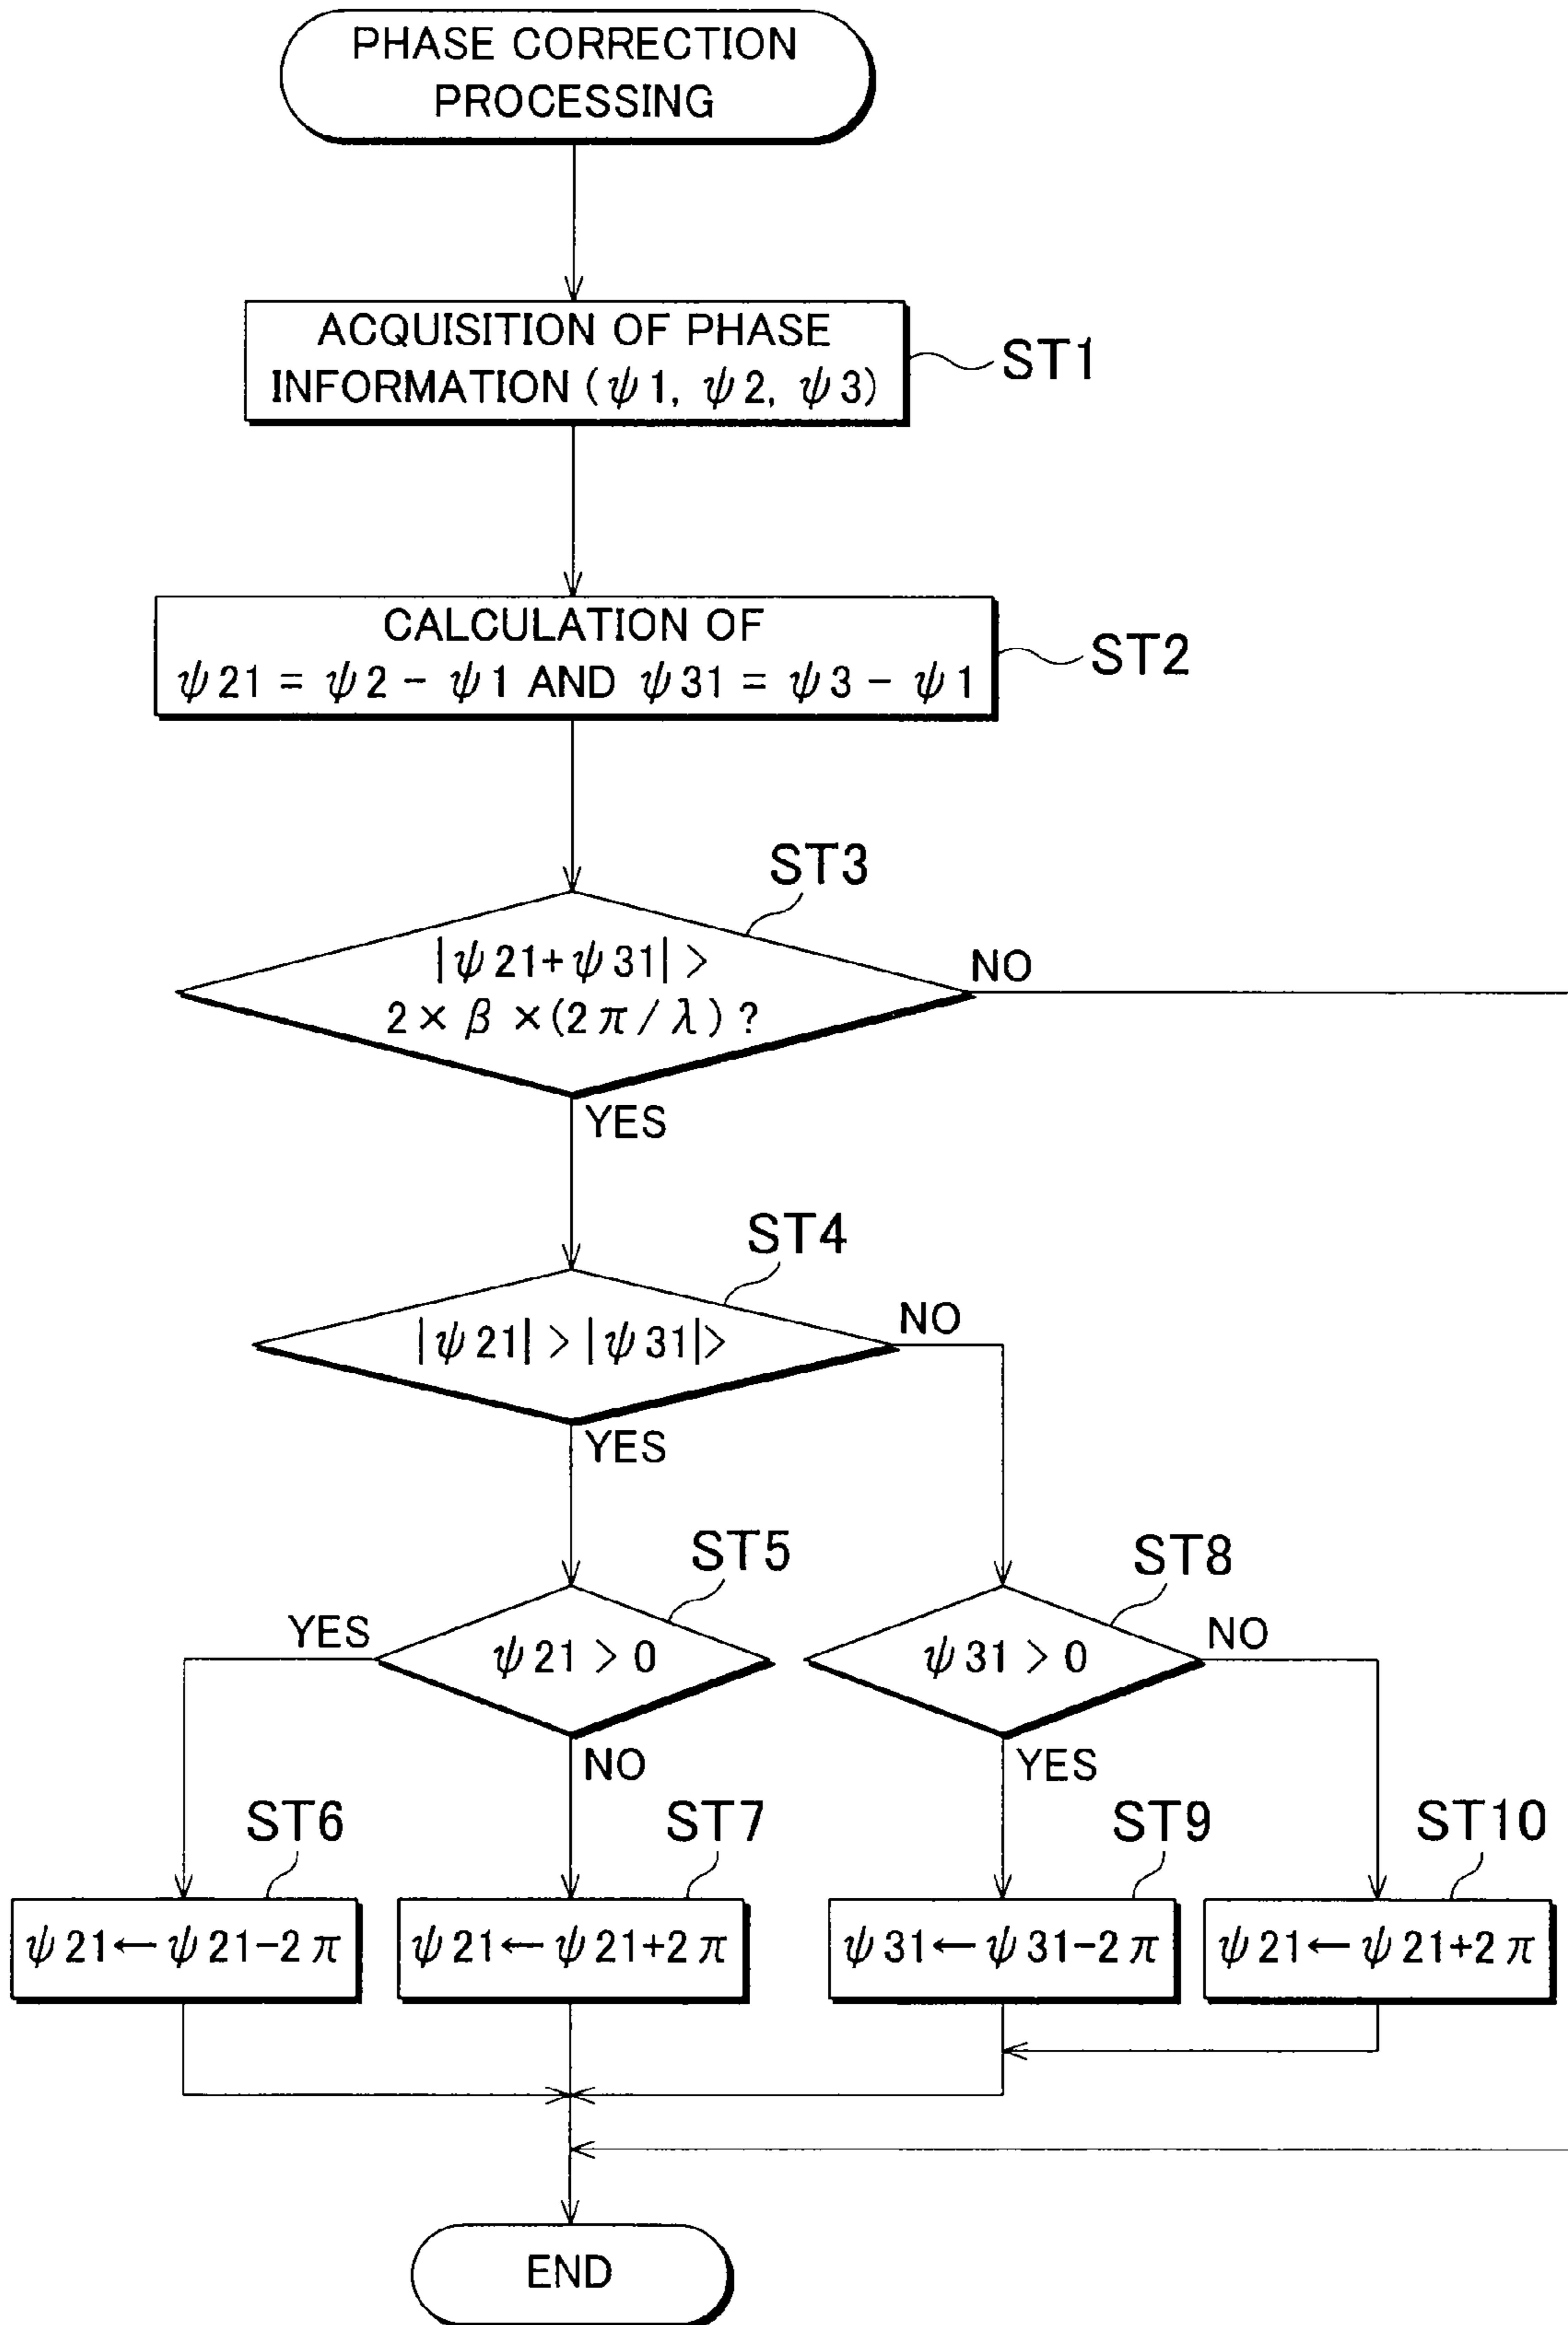 PHASE CORRECTION
PROCESSING
ACQUISITION OF PHASE
INFORMATION (ψ1, ψ2, ψ3)
ST1
CALCULATION OF
ψ21 = ψ2 - ψ1 AND ψ31 = ψ3 - ψ1
ST2
ST3
|ψ21+ψ31| >
2 × β ×(2π/λ) ?
NO
YES
ST4
|ψ21| > |ψ31|>
NO
YES
ST5
ST8
YES
ψ21 > 0
ψ31 > 0
NO
NO
YES
ST6
ST7
ST9
ST10
ψ21← ψ21-2π
ψ21← ψ21+2π
ψ31← ψ31-2π
ψ21← ψ21+2π
END